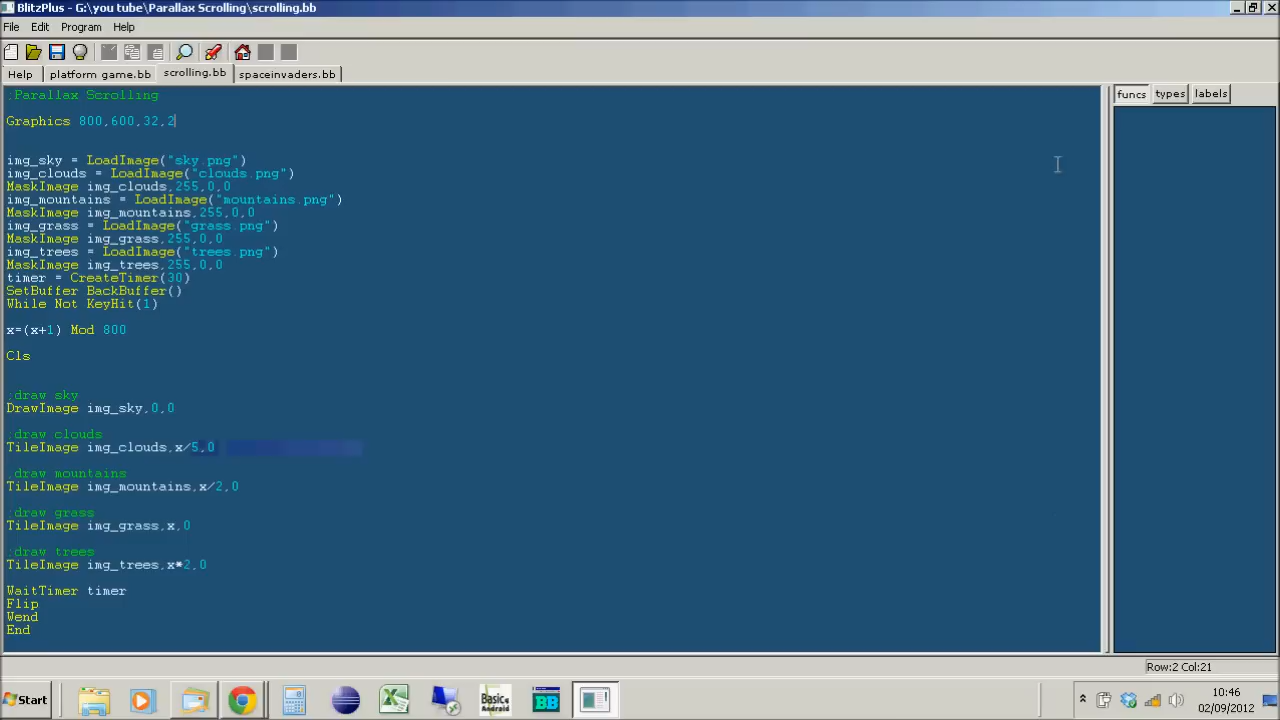 BlitzPlus - G:\you tube\Parallax Scrolling\scrolling.bb
File Edit Program Help
Help platform game.bb scrolling.bb spaceinvaders.bb
funcs types labels
;Parallax Scrolling
Graphics 800,600,32,2
img_sky = LoadImage("sky.png")
img_clouds = LoadImage("clouds.png")
MaskImage img_clouds,255,0,0
img_mountains = LoadImage("mountains.png")
MaskImage img_mountains,255,0,0
img_grass = LoadImage("grass.png")
MaskImage img_grass,255,0,0
img_trees = LoadImage("trees.png")
MaskImage img_trees,255,0,0
timer = CreateTimer(30)
SetBuffer BackBuffer()
While Not KeyHit(1)
x=(x+1) Mod 800
Cls
;draw sky
DrawImage img_sky,0,0
;draw clouds
TileImage img_clouds,x/5,0
;draw mountains
TileImage img_mountains,x/2,0
;draw grass
TileImage img_grass,x,0
;draw trees
TileImage img_trees,x*2,0
WaitTimer timer
Flip
Wend
End
Row:2 Col:21
Start
Basic
Android
BB
10:46
02/09/2012